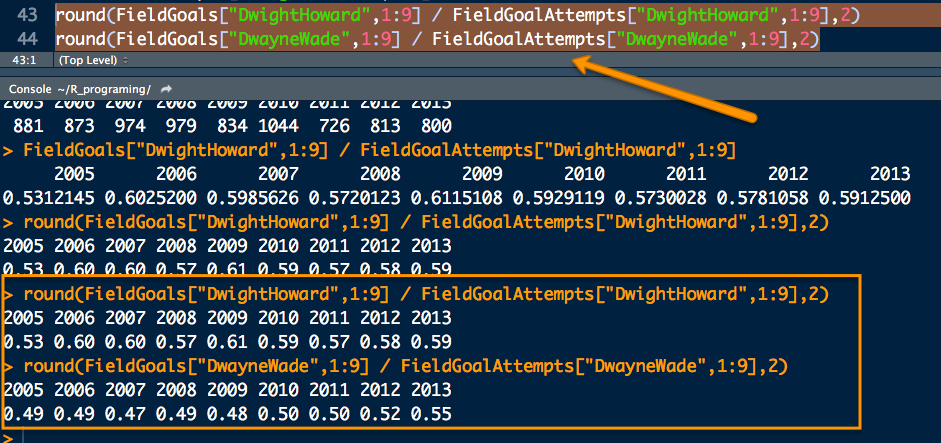 43 round(FieldGoals["DwightHoward",1:9] / FieldGoalAttempts["DwightHoward",1:9],2)
44 round(FieldGoals["DwayneWade",1:9] / FieldGoalAttempts["DwayneWade",1:9],2)
43:1 (Top Level)
Console ~/R_programing/
2005 2006 2007 2008 2009 2010 2011 2012 2013
881 873 974 979 834 1044 726 813 800
> FieldGoals["DwightHoward",1:9] / FieldGoalAttempts["DwightHoward",1:9]
2005 2006 2007 2008 2009 2010 2011 2012 2013
0.5312145 0.6025200 0.5985626 0.5720123 0.6115108 0.5929119 0.5730028 0.5781058 0.5912500
> round(FieldGoals["DwightHoward",1:9] / FieldGoalAttempts["DwightHoward",1:9],2)
2005 2006 2007 2008 2009 2010 2011 2012 2013
0.53 0.60 0.60 0.57 0.61 0.59 0.57 0.58 0.59
> round(FieldGoals["DwightHoward",1:9] / FieldGoalAttempts["DwightHoward",1:9],2)
2005 2006 2007 2008 2009 2010 2011 2012 2013
0.53 0.60 0.60 0.57 0.61 0.59 0.57 0.58 0.59
> round(FieldGoals["DwayneWade",1:9] / FieldGoalAttempts["DwayneWade",1:9],2)
2005 2006 2007 2008 2009 2010 2011 2012 2013
0.49 0.49 0.47 0.49 0.48 0.50 0.50 0.52 0.55
>